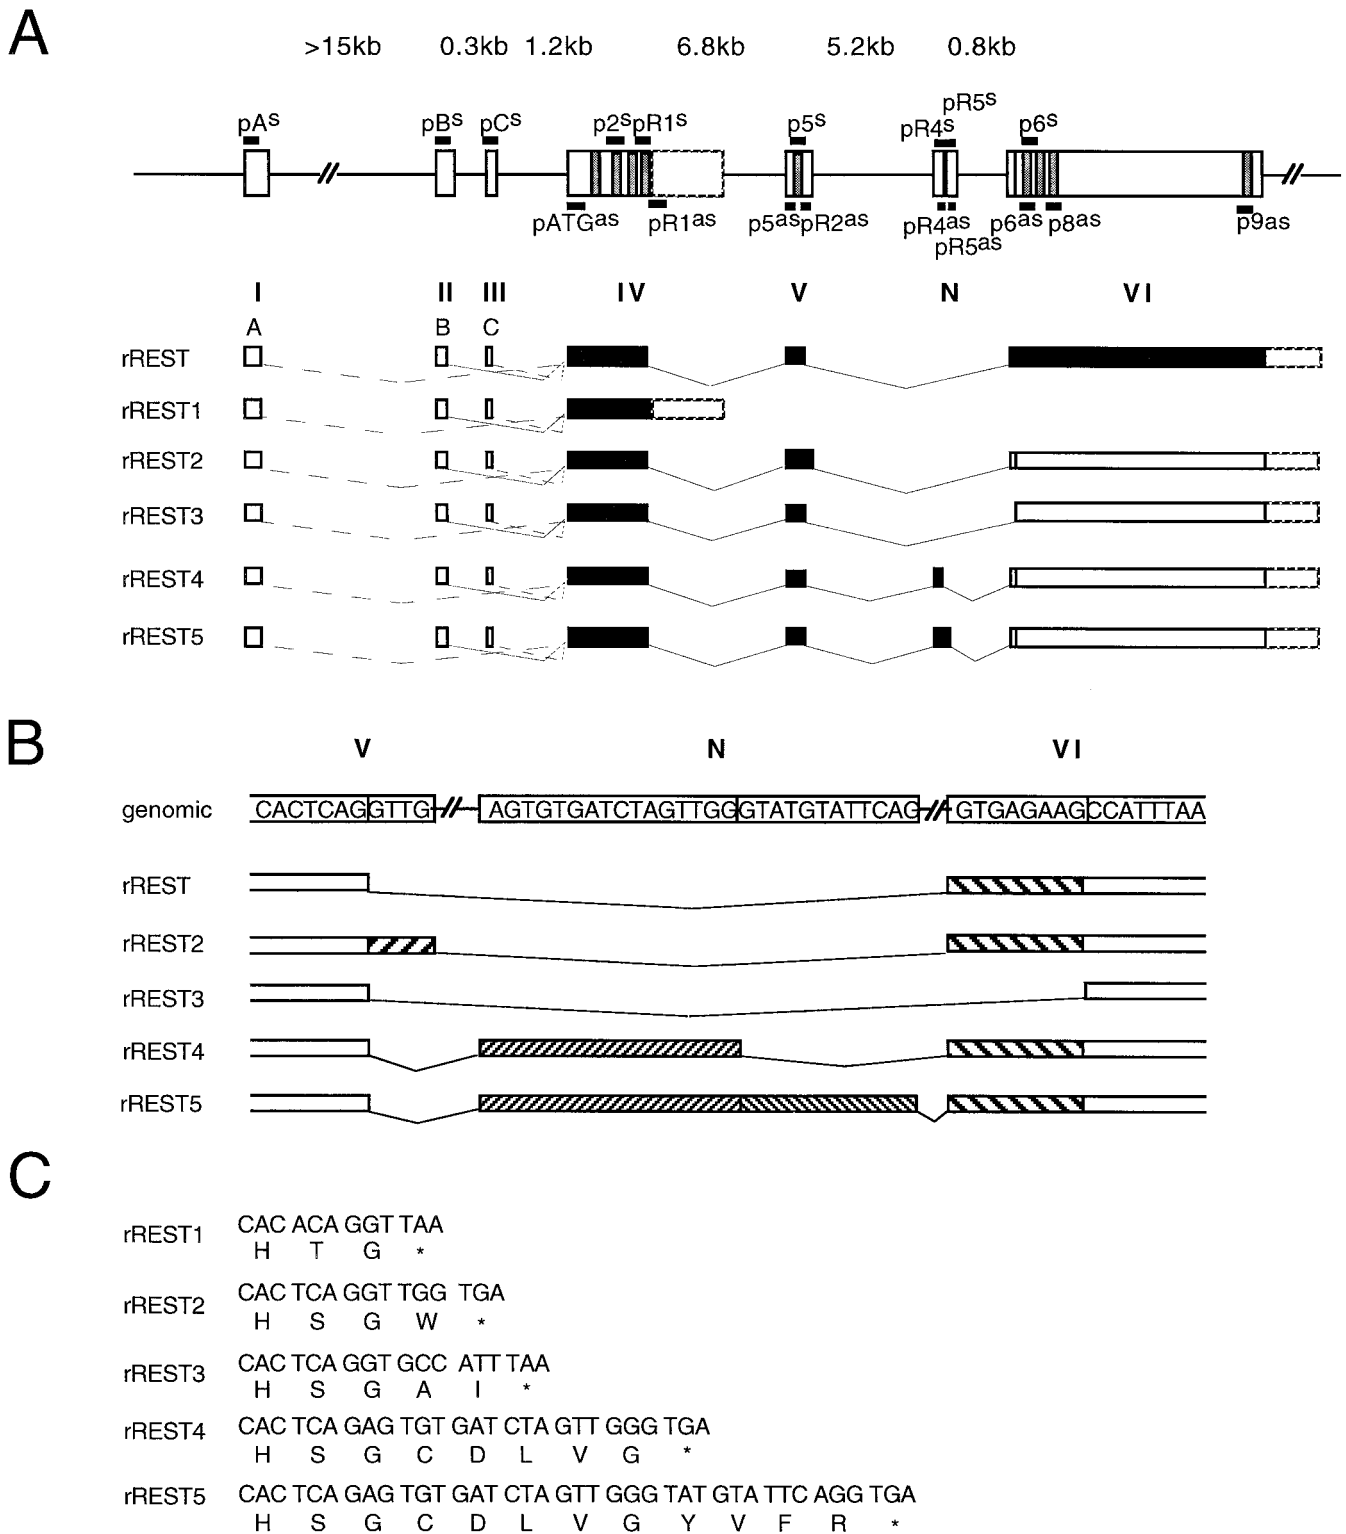 A
>15kb 0.3kb 1.2kb 6.8kb 5.2kb 0.8kb
pR5s
pAs pBs pCs p2s pR1s p5s pR4s p6s
pATGas pR1as p5as pR2as pR4as p6as p8as p9as
pR5as
I II III IV V N VI
A B C
rREST
rREST1
rREST2
rREST3
rREST4
rREST5
B
V N VI
genomic CACTCAG GTTG AGTGTGATCTAGTTGG GTATGTATTCAG GTGAGAAG CCATTTAA
rREST
rREST2
rREST3
rREST4
rREST5
C
rREST1 CAC ACA GGT TAA
H T G *
rREST2 CAC TCA GGT TGG TGA
H S G W *
rREST3 CAC TCA GGT GCC ATT TAA
H S G A I *
rREST4 CAC TCA GAG TGT GAT CTA GTT GGG TGA
H S G C D L V G *
rREST5 CAC TCA GAG TGT GAT CTA GTT GGG TAT GTA TTC AGG TGA
H S G C D L V G Y V F R *